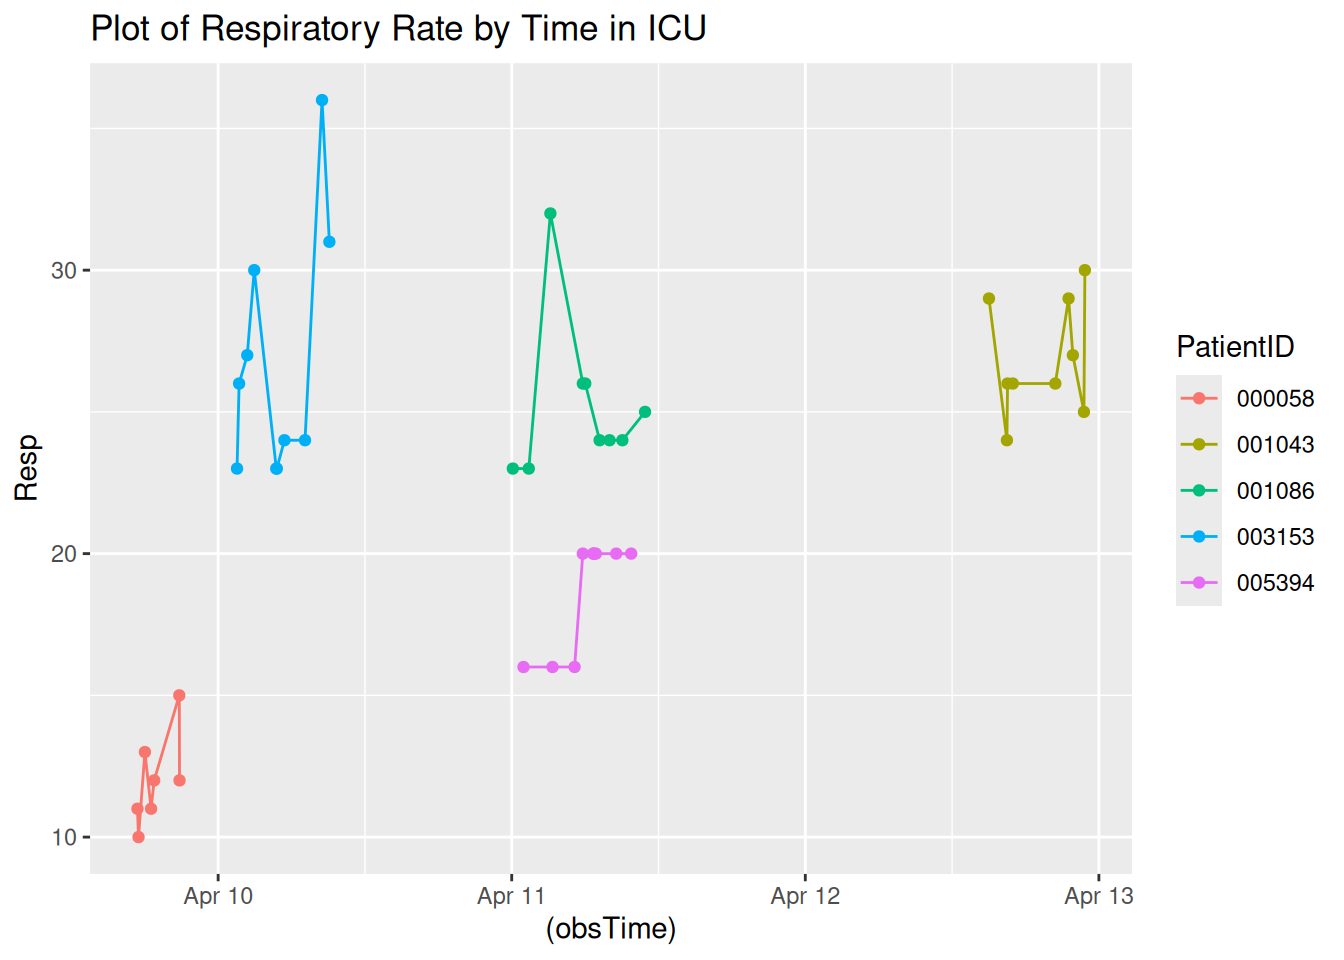 Plot of Respiratory Rate by Time in ICU
Resp
30
20
10
Apr 10
Apr 11
Apr 12
Apr 13
(obsTime)
PatientID
000058
001043
001086
003153
005394